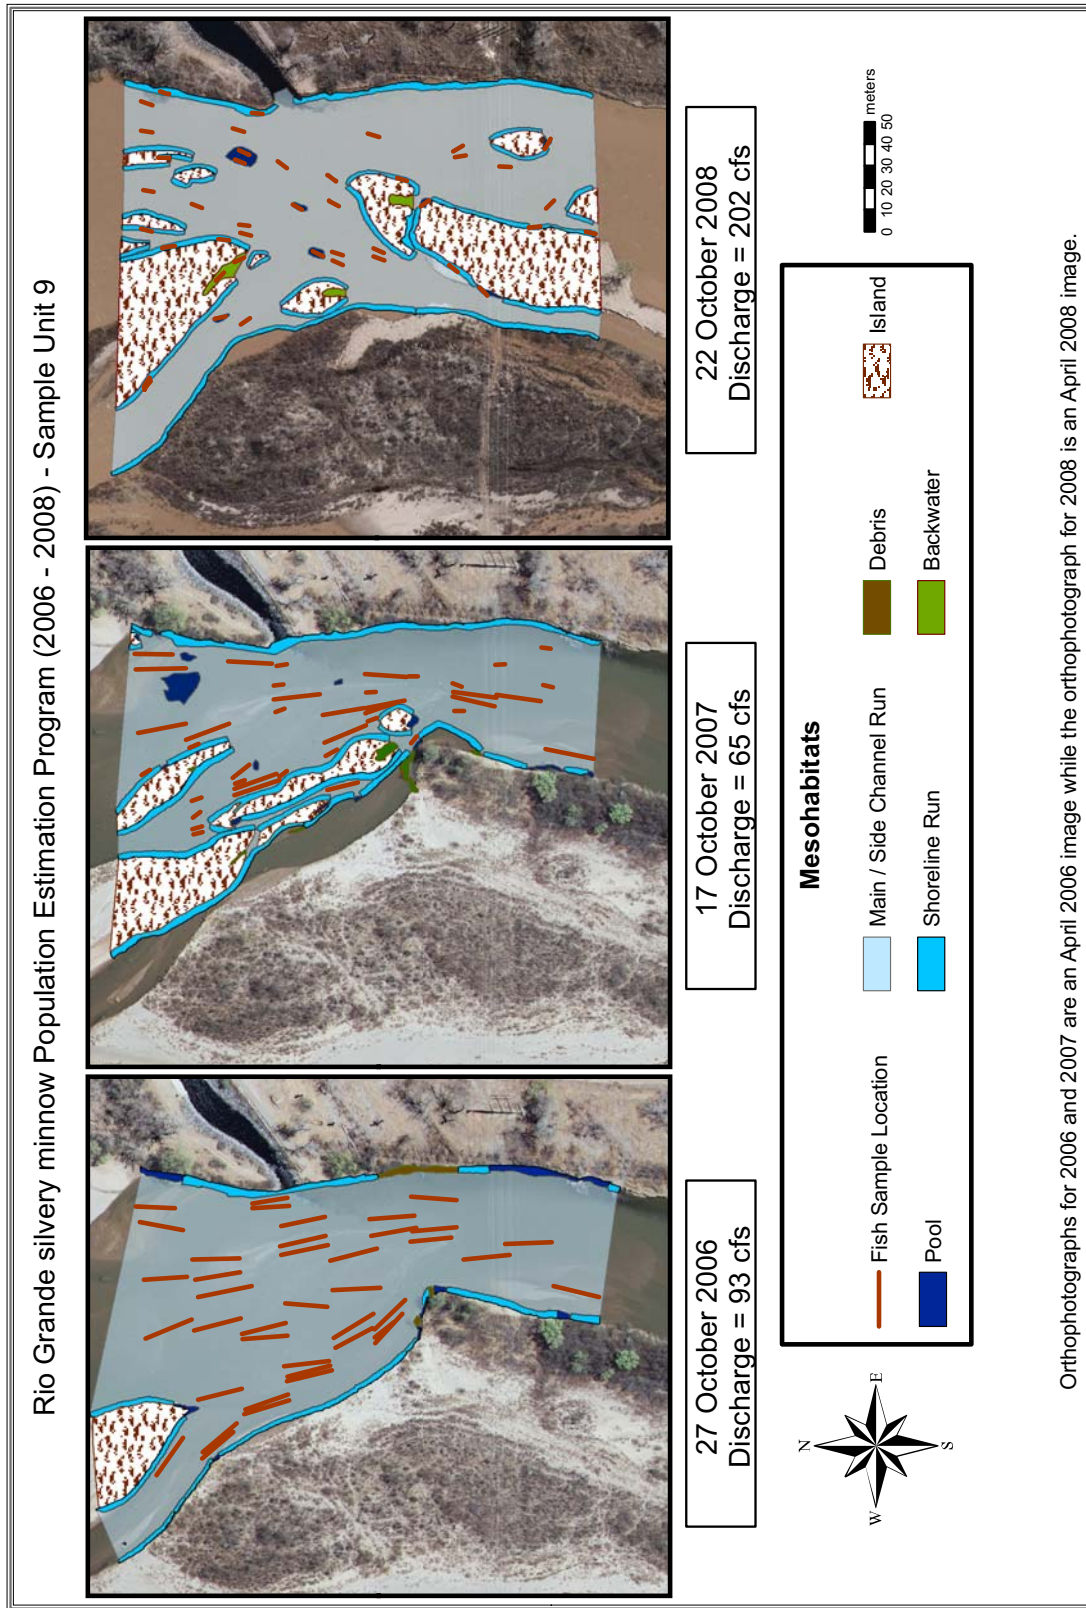 Rio Grande silvery minnow Population Estimation Program (2006 - 2008) - Sample Unit 9
27 October 2006
Discharge = 93 cfs
17 October 2007
Discharge = 65 cfs
22 October 2008
Discharge = 202 cfs
N
W
E
S
Mesohabitats
Fish Sample Location
Main / Side Channel Run
Debris
Island
Pool
Shoreline Run
Backwater
0 10 20 30 40 50
meters
Orthophotographs for 2006 and 2007 are an April 2006 image while the orthophotograph for 2008 is an April 2008 image.